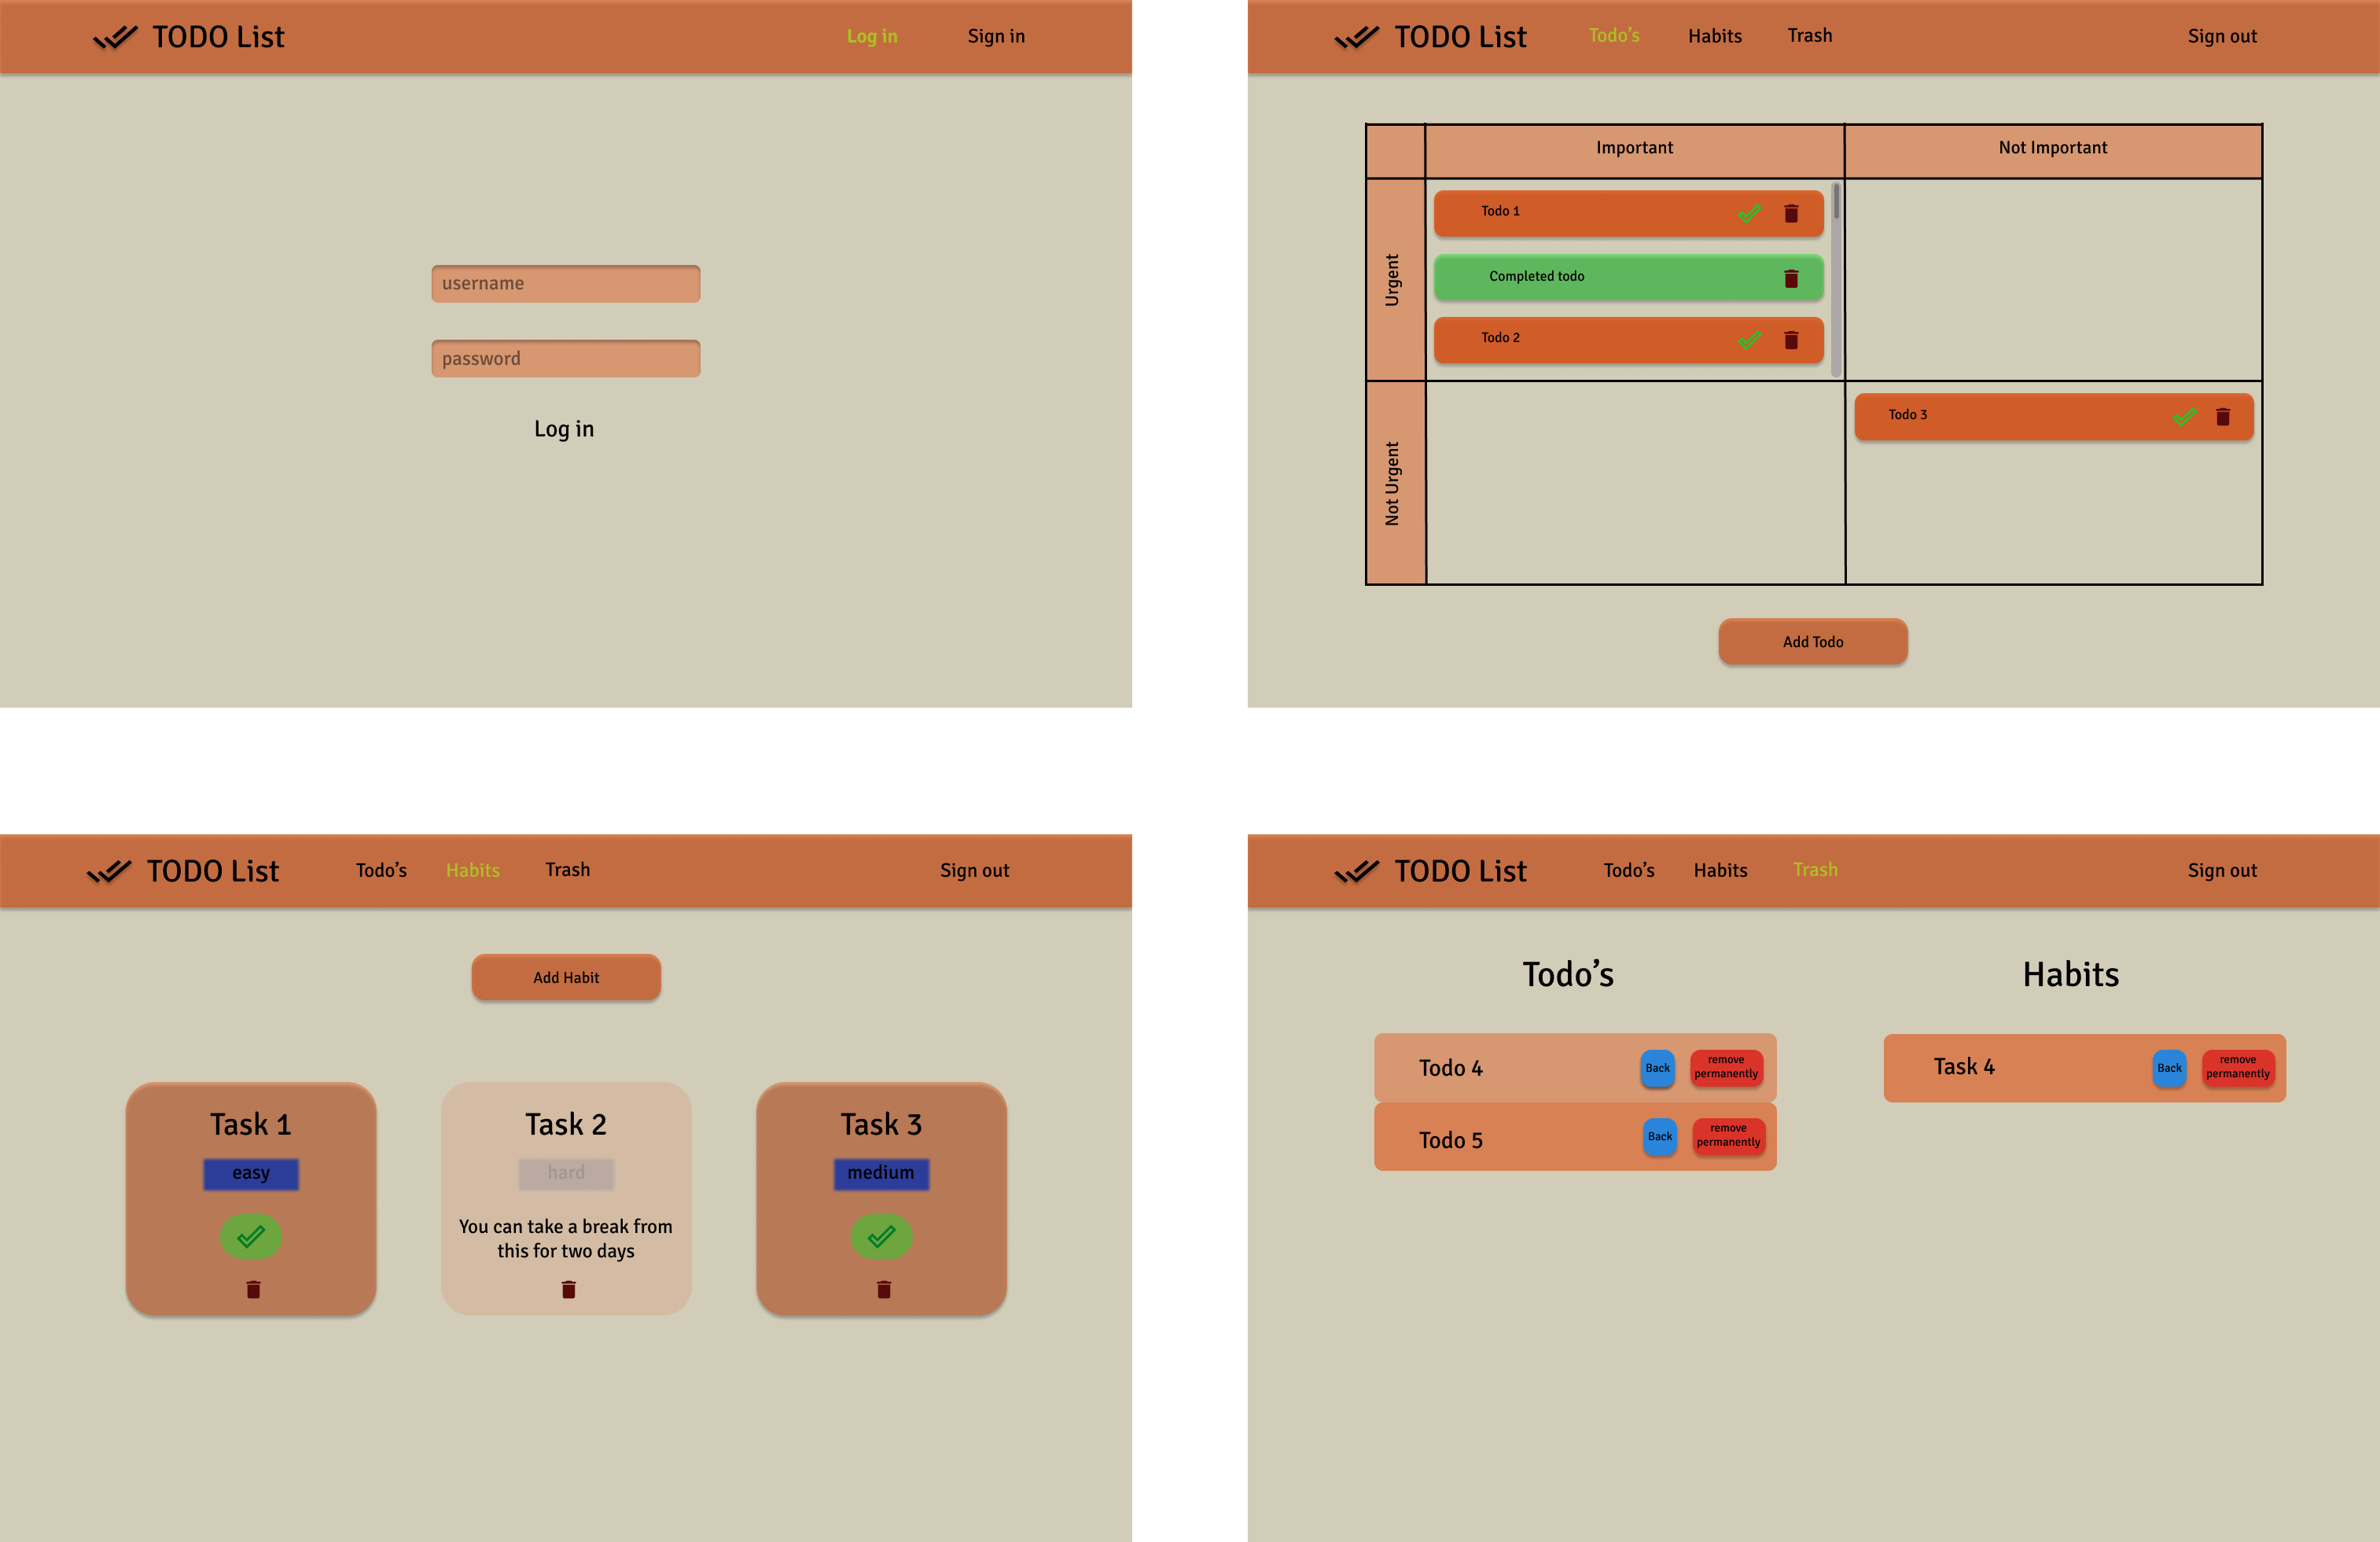 TODO List
Log in
Sign in
username
password
Log in
TODO List
Todo’s
Habits
Trash
Sign out
Important
Not Important
Urgent
Todo 1
Completed todo
Todo 2
Not Urgent
Todo 3
Add Todo
TODO List
Todo’s
Habits
Trash
Sign out
Add Habit
Task 1
easy
Task 2
hard
You can take a break from
this for two days
Task 3
medium
TODO List
Todo’s
Habits
Trash
Sign out
Todo’s
Todo 4
Back
remove
permanently
Todo 5
Back
remove
permanently
Habits
Task 4
Back
remove
permanently